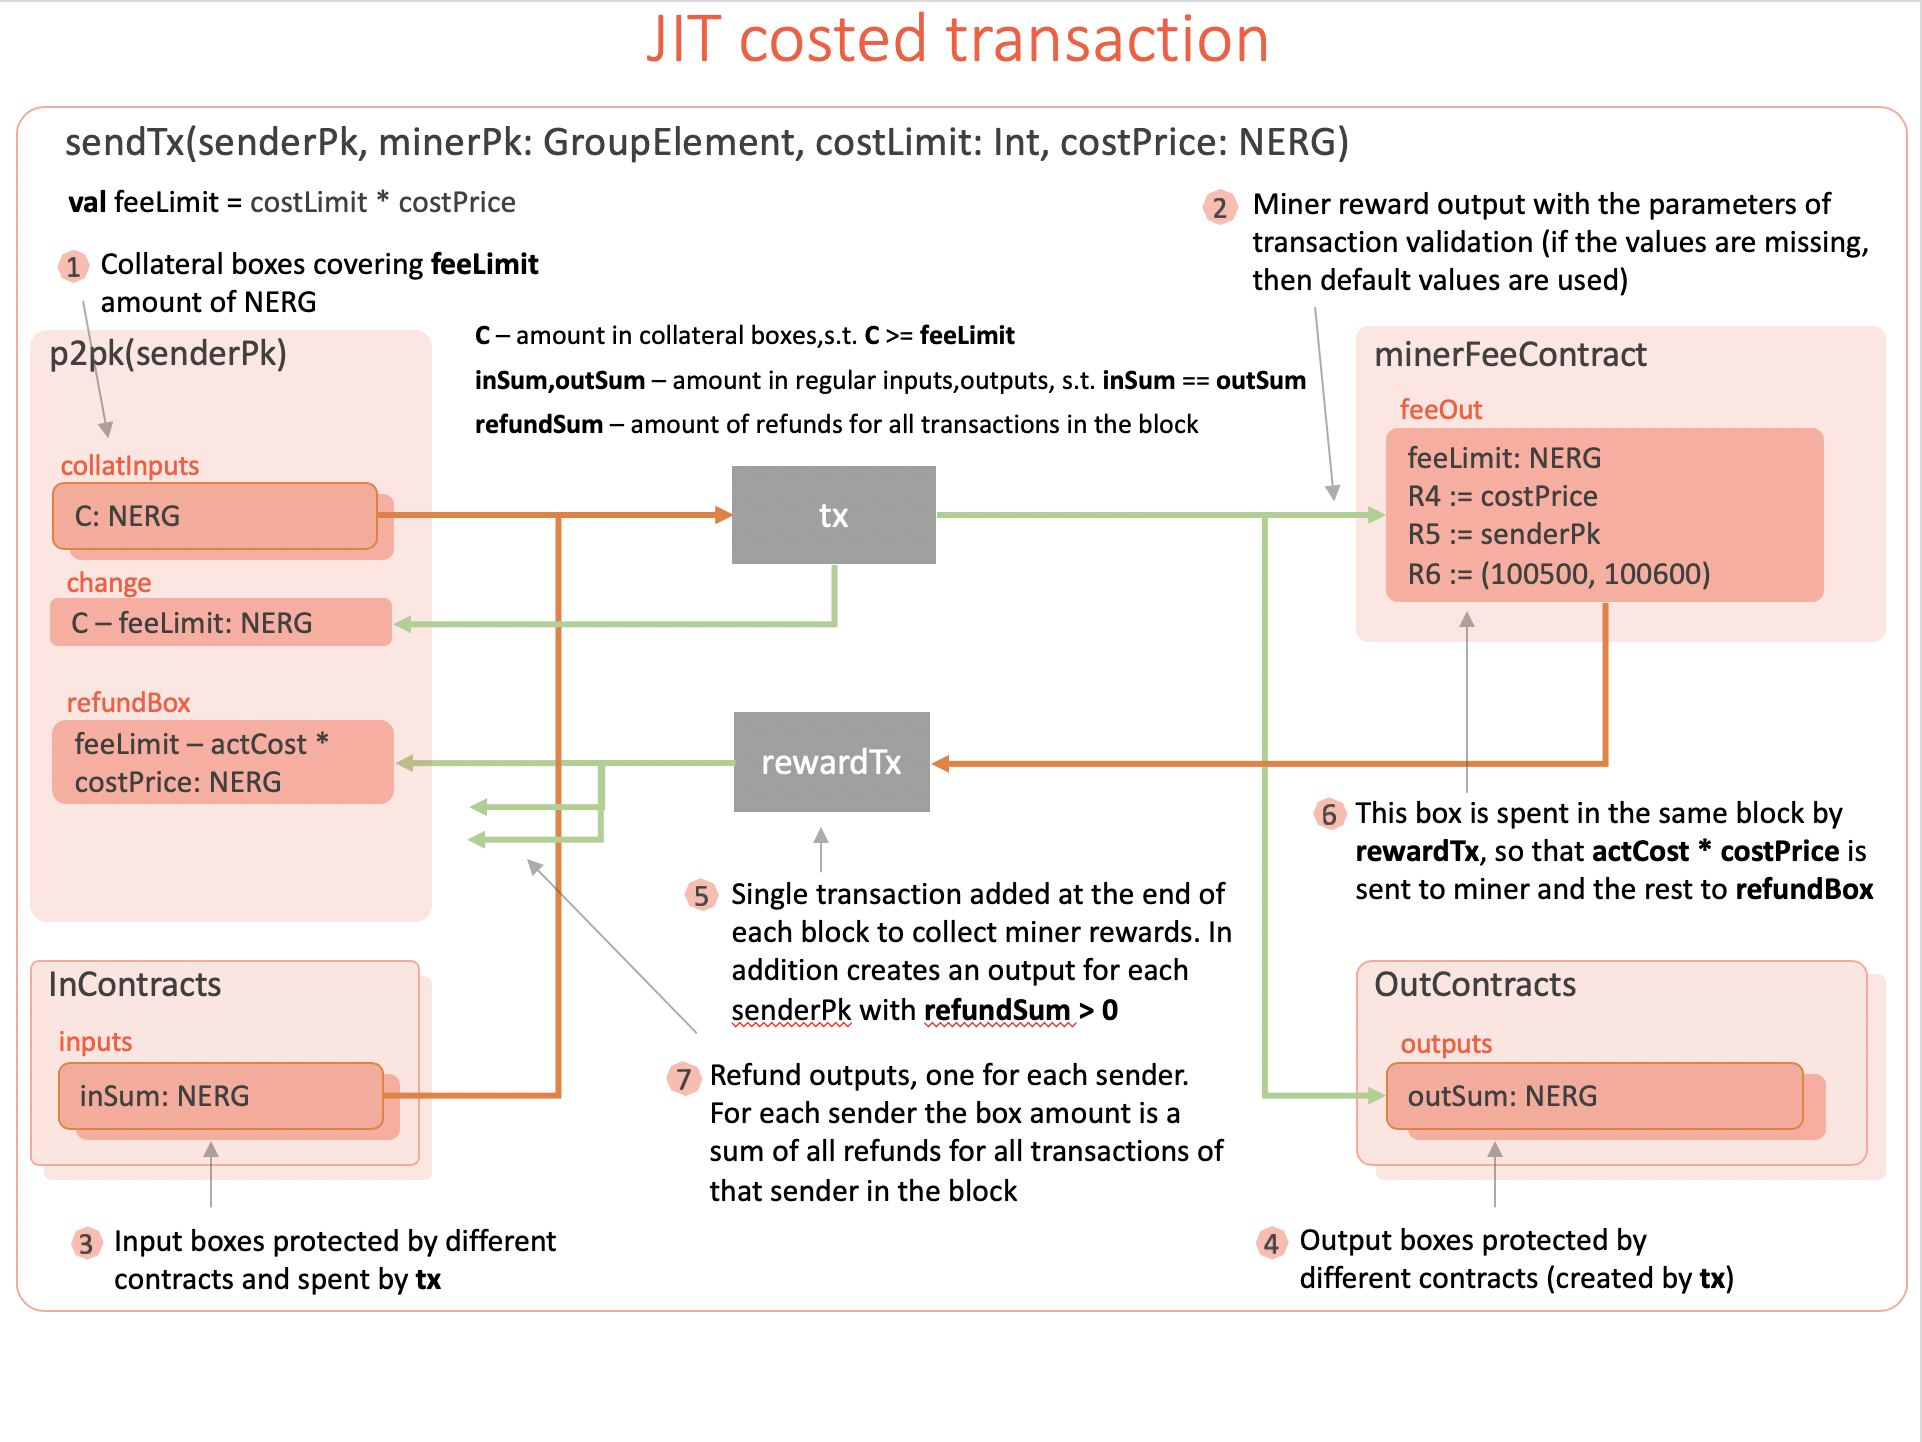 JIT costed transaction
sendTx(senderPk, minerPk: GroupElement, costLimit: Int, costPrice: NERG)
val feeLimit = costLimit * costPrice
1 Collateral boxes covering feeLimit
amount of NERG
2 Miner reward output with the parameters of
transaction validation (if the values are missing,
then default values are used)
C – amount in collateral boxes,s.t. C >= feeLimit
inSum,outSum – amount in regular inputs,outputs, s.t. inSum == outSum
refundSum – amount of refunds for all transactions in the block
p2pk(senderPk)
collatInputs
C: NERG
change
C – feeLimit: NERG
refundBox
feeLimit – actCost *
costPrice: NERG
tx
rewardTx
minerFeeContract
feeOut
feeLimit: NERG
R4 := costPrice
R5 := senderPk
R6 := (100500, 100600)
6 This box is spent in the same block by
rewardTx, so that actCost * costPrice is
sent to miner and the rest to refundBox
5 Single transaction added at the end of
each block to collect miner rewards. In
addition creates an output for each
senderPk with refundSum > 0
7 Refund outputs, one for each sender.
For each sender the box amount is a
sum of all refunds for all transactions of
that sender in the block
InContracts
inputs
inSum: NERG
3 Input boxes protected by different
contracts and spent by tx
OutContracts
outputs
outSum: NERG
4 Output boxes protected by
different contracts (created by tx)